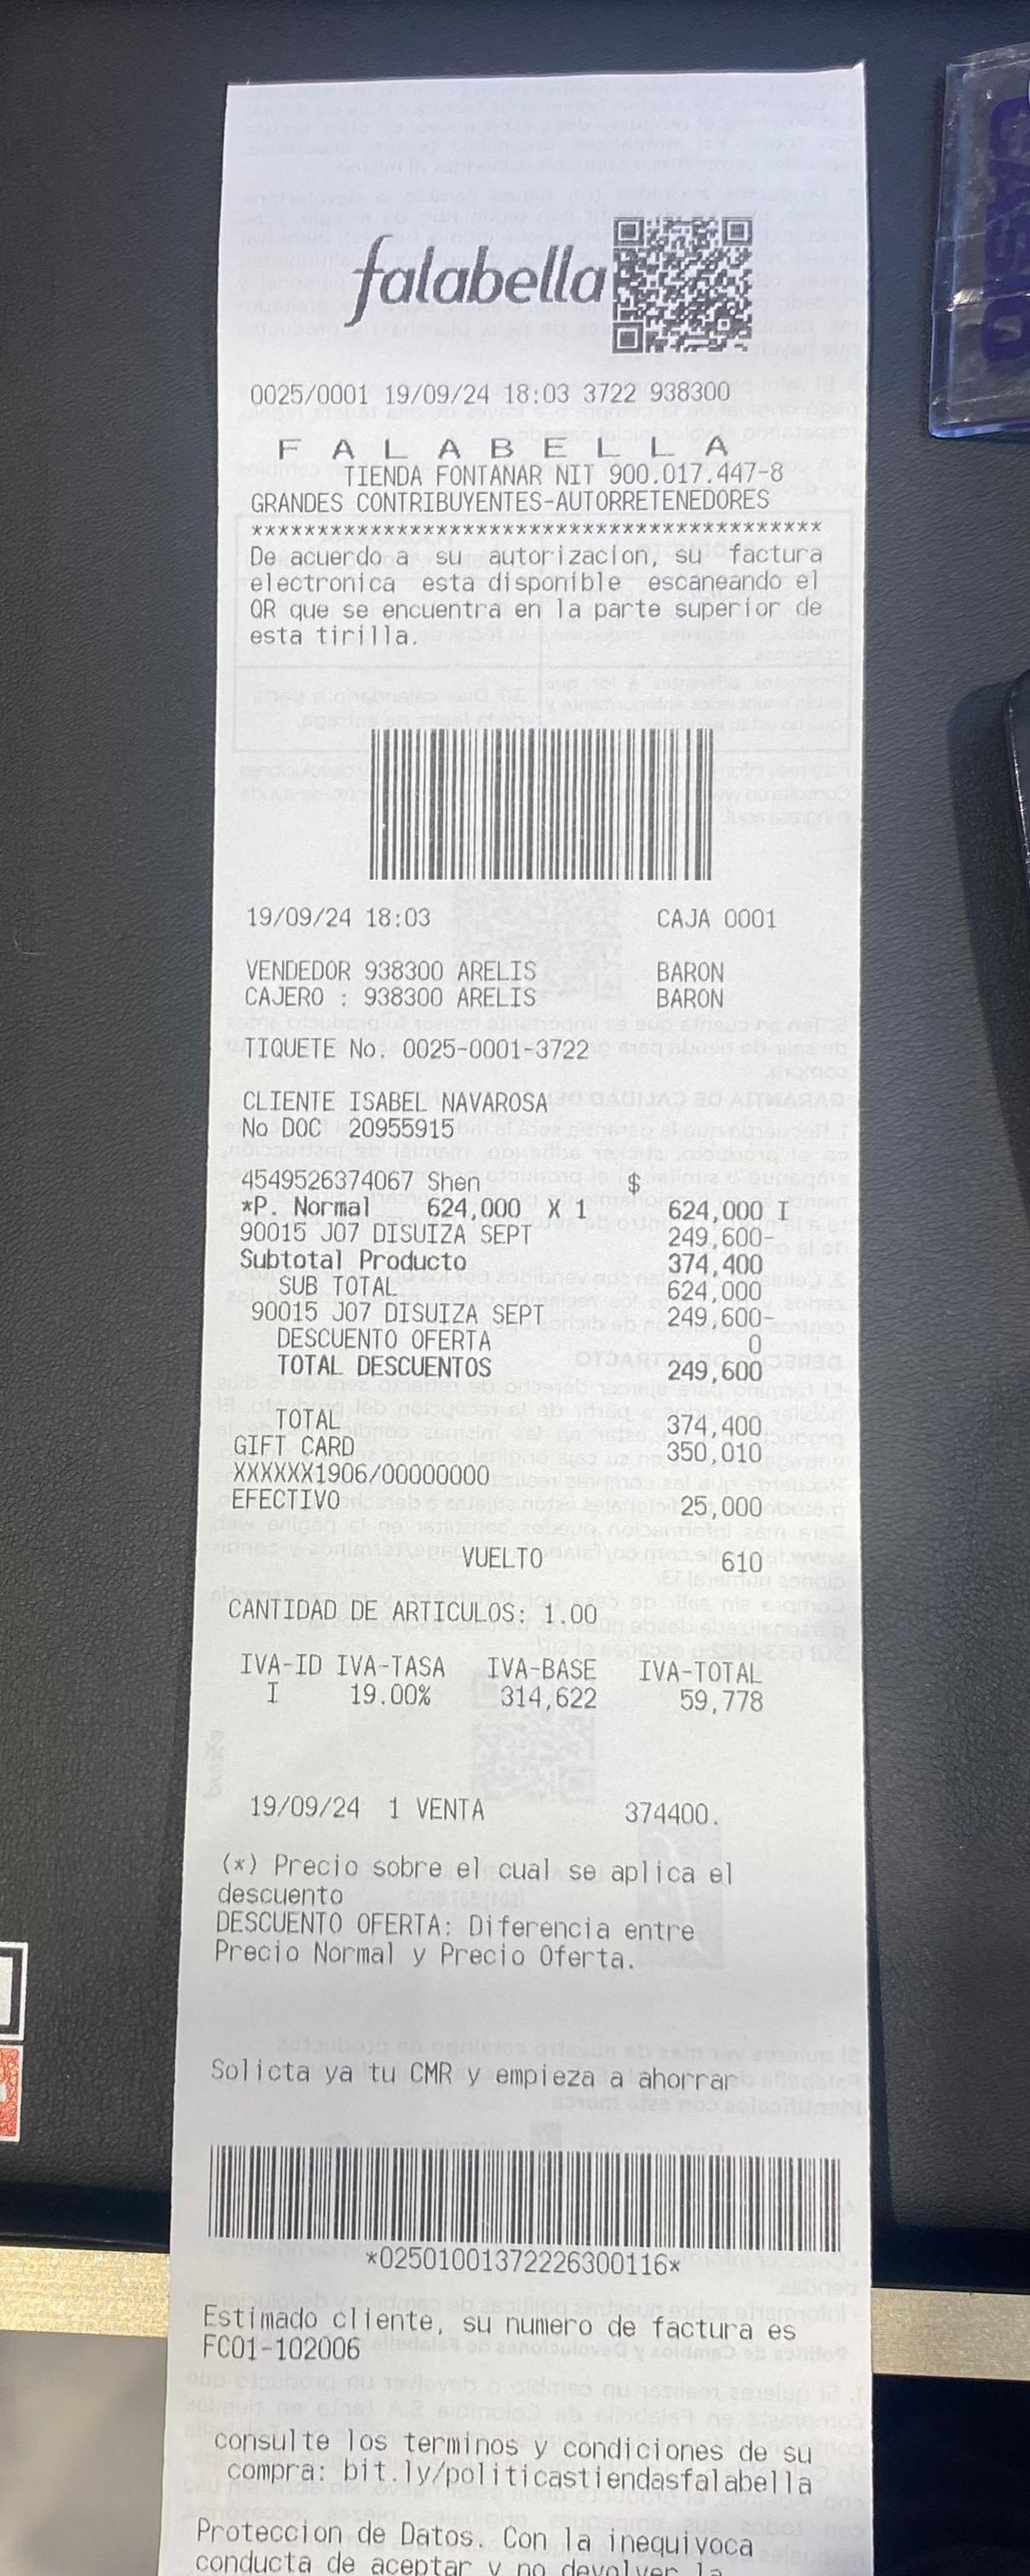 falabella
0025/0001 19/09/24 18:03 3722 938300
F A L A B E L L A
TIENDA FONTANAR NIT 900.017.447-8
GRANDES CONTRIBUYENTES-AUTORRETENEDORES
*******************************************
De acuerdo a su autorizacion, su factura
electronica esta disponible escaneando el
QR que se encuentra en la parte superior de
esta tirilla.
19/09/24 18:03 CAJA 0001
VENDEDOR 938300 ARELIS BARON
CAJERO : 938300 ARELIS BARON
TIQUETE No. 0025-0001-3722
CLIENTE ISABEL NAVAROSA
No DOC 20955915
4549526374067 Shen $
*P. Normal 624,000 X 1 624,000 I
90015 J07 DISUIZA SEPT 249,600-
Subtotal Producto 374,400
SUB TOTAL 624,000
90015 J07 DISUIZA SEPT 249,600-
DESCUENTO OFERTA 0
TOTAL DESCUENTOS 249,600
TOTAL 374,400
GIFT CARD 350,010
XXXXXX1906/00000000
EFECTIVO 25,000
VUELTO 610
CANTIDAD DE ARTICULOS: 1.00
IVA-ID IVA-TASA IVA-BASE IVA-TOTAL
I 19.00% 314,622 59,778
19/09/24 1 VENTA 374400.
(*) Precio sobre el cual se aplica el
descuento
DESCUENTO OFERTA: Diferencia entre
Precio Normal y Precio Oferta.
Solicta ya tu CMR y empieza a ahorrar
*02501001372226300116*
Estimado cliente, su numero de factura es
FC01-102006
consulte los terminos y condiciones de su
compra: bit.ly/politicastiendasfalabella
Proteccion de Datos. Con la inequivoca
conducta de aceptar y no devolver la
CASIO